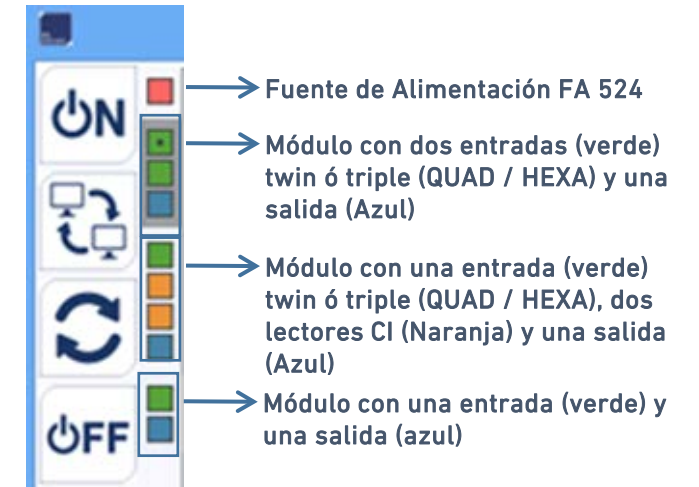 ON
Fuente de Alimentación FA 524
Módulo con dos entradas (verde)
twin ó triple (QUAD / HEXA) y una
salida (Azul)
Módulo con una entrada (verde)
twin ó triple (QUAD / HEXA), dos
lectores CI (Naranja) y una salida
(Azul)
OFF
Módulo con una entrada (verde) y
una salida (azul)